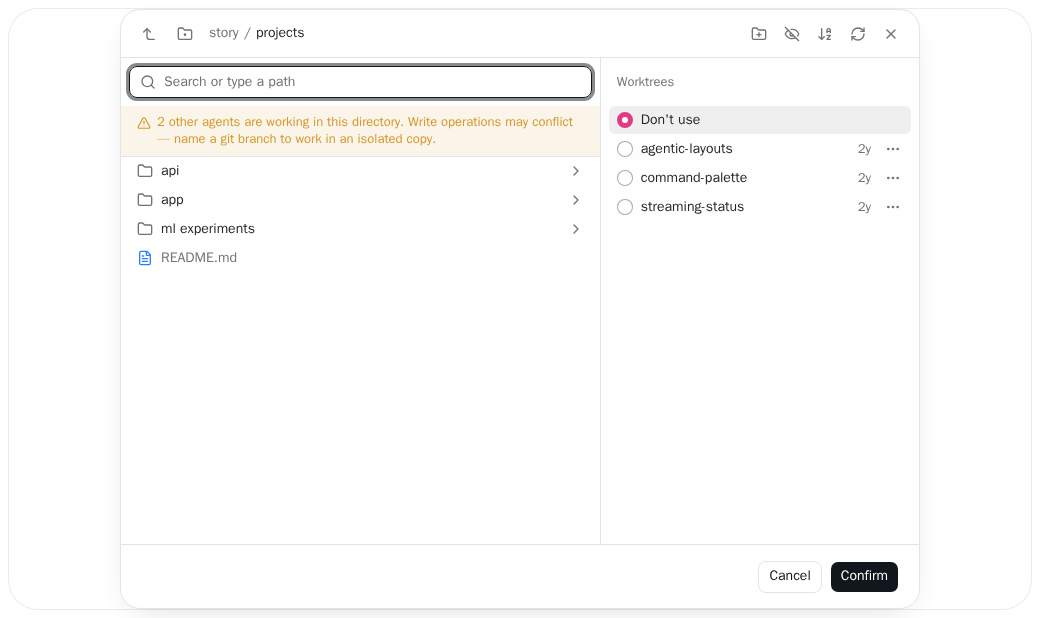 story / projects
Search or type a path
2 other agents are working in this directory. Write operations may conflict
— name a git branch to work in an isolated copy.
api
app
ml experiments
README.md
Worktrees
Don't use
agentic-layouts 2y
command-palette 2y
streaming-status 2y
Cancel Confirm